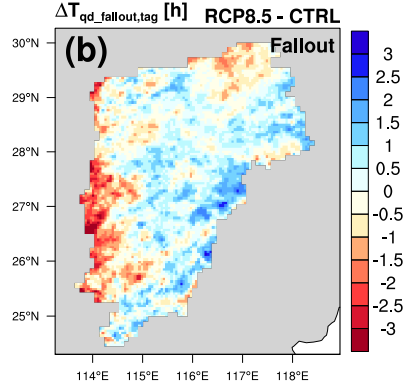 ΔT_qd_fallout,tag [h] RCP8.5 - CTRL
(b) Fallout
30°N
29°N
28°N
27°N
26°N
25°N
114°E 115°E 116°E 117°E 118°E
3
2.5
2
1.5
1
0.5
0
-0.5
-1
-1.5
-2
-2.5
-3